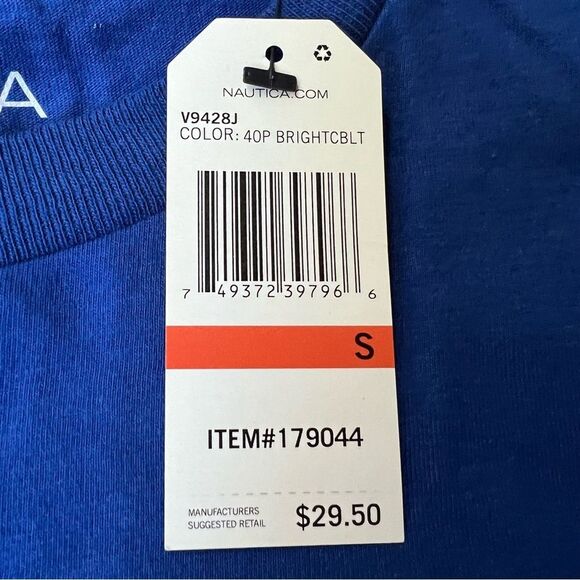 A
NAUTICA.COM
V9428J
COLOR: 40P BRIGHTCBLT
7 49372 39796 6
S
ITEM#179044
MANUFACTURERS
SUGGESTED RETAIL
$29.50